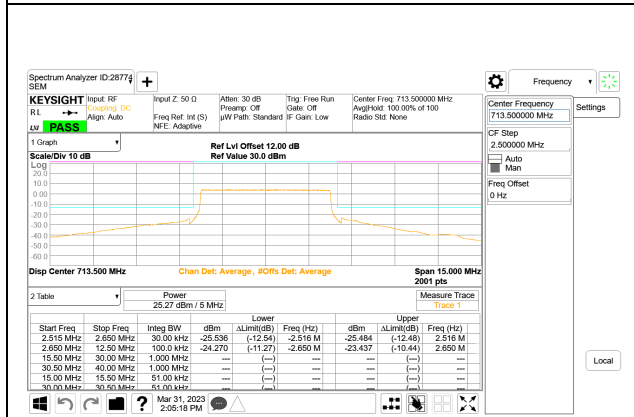 Spectrum Analyzer ID:28774
SEM
+
Frequency
KEYSIGHT
RL
LXI PASS
Input: RF
Coupling: DC
Align: Auto
Input Z: 50 Ω
Freq Ref: Int (S)
NFE: Adaptive
Atten: 30 dB
Preamp: Off
µW Path: Standard
Trig: Free Run
Gate: Off
IF Gain: Low
Center Freq: 713.500000 MHz
Avg|Hold: 100.00% of 100
Radio Std: None
Center Frequency
713.500000 MHz
Settings
CF Step
2.500000 MHz
Auto
Man
Freq Offset
0 Hz
1 Graph
Scale/Div 10 dB
Ref Lvl Offset 12.00 dB
Ref Value 30.0 dBm
Log
20.0
10.0
0.00
-10.0
-20.0
-30.0
-40.0
-50.0
-60.0
Disp Center 713.500 MHz
Chan Det: Average, #Offs Det: Average
Span 15.000 MHz
2001 pts
2 Table
Power
25.27 dBm / 5 MHz
Measure Trace
Trace 1
Lower Upper
Start Freq Stop Freq Integ BW dBm ΔLimit(dB) Freq (Hz) dBm ΔLimit(dB) Freq (Hz)
2.515 MHz 2.650 MHz 30.00 kHz -25.536 (-12.54) -2.516 M -25.484 (-12.48) 2.516 M
2.650 MHz 12.50 MHz 100.0 kHz -24.270 (-11.27) -2.650 M -23.437 (-10.44) 2.650 M
15.50 MHz 30.00 MHz 1.000 MHz --- (---) --- --- (---) ---
30.50 MHz 40.00 MHz 1.000 MHz --- (---) --- --- (---) ---
15.00 MHz 15.50 MHz 51.00 kHz --- (---) --- --- (---) ---
30.00 MHz 30.50 MHz 51.00 kHz --- (---) --- --- (---) ---
Local
?
Mar 31, 2023
2:05:18 PM